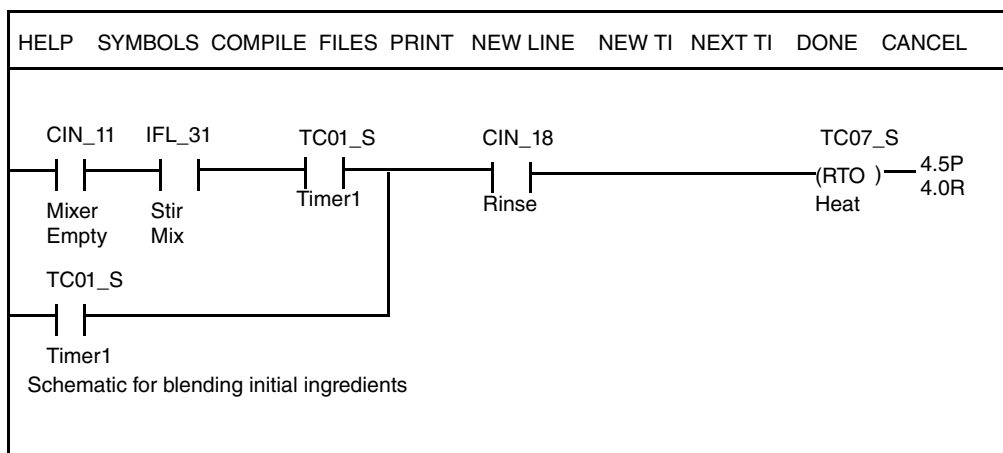 HELP SYMBOLS COMPILE FILES PRINT NEW LINE NEW TI NEXT TI DONE CANCEL
CIN_11 IFL_31 TC01_S CIN_18 TC07_S
(RTO ) 4.5P
4.0R
Mixer Empty
Stir Mix
Timer1
Rinse
Heat
TC01_S
Timer1
Schematic for blending initial ingredients